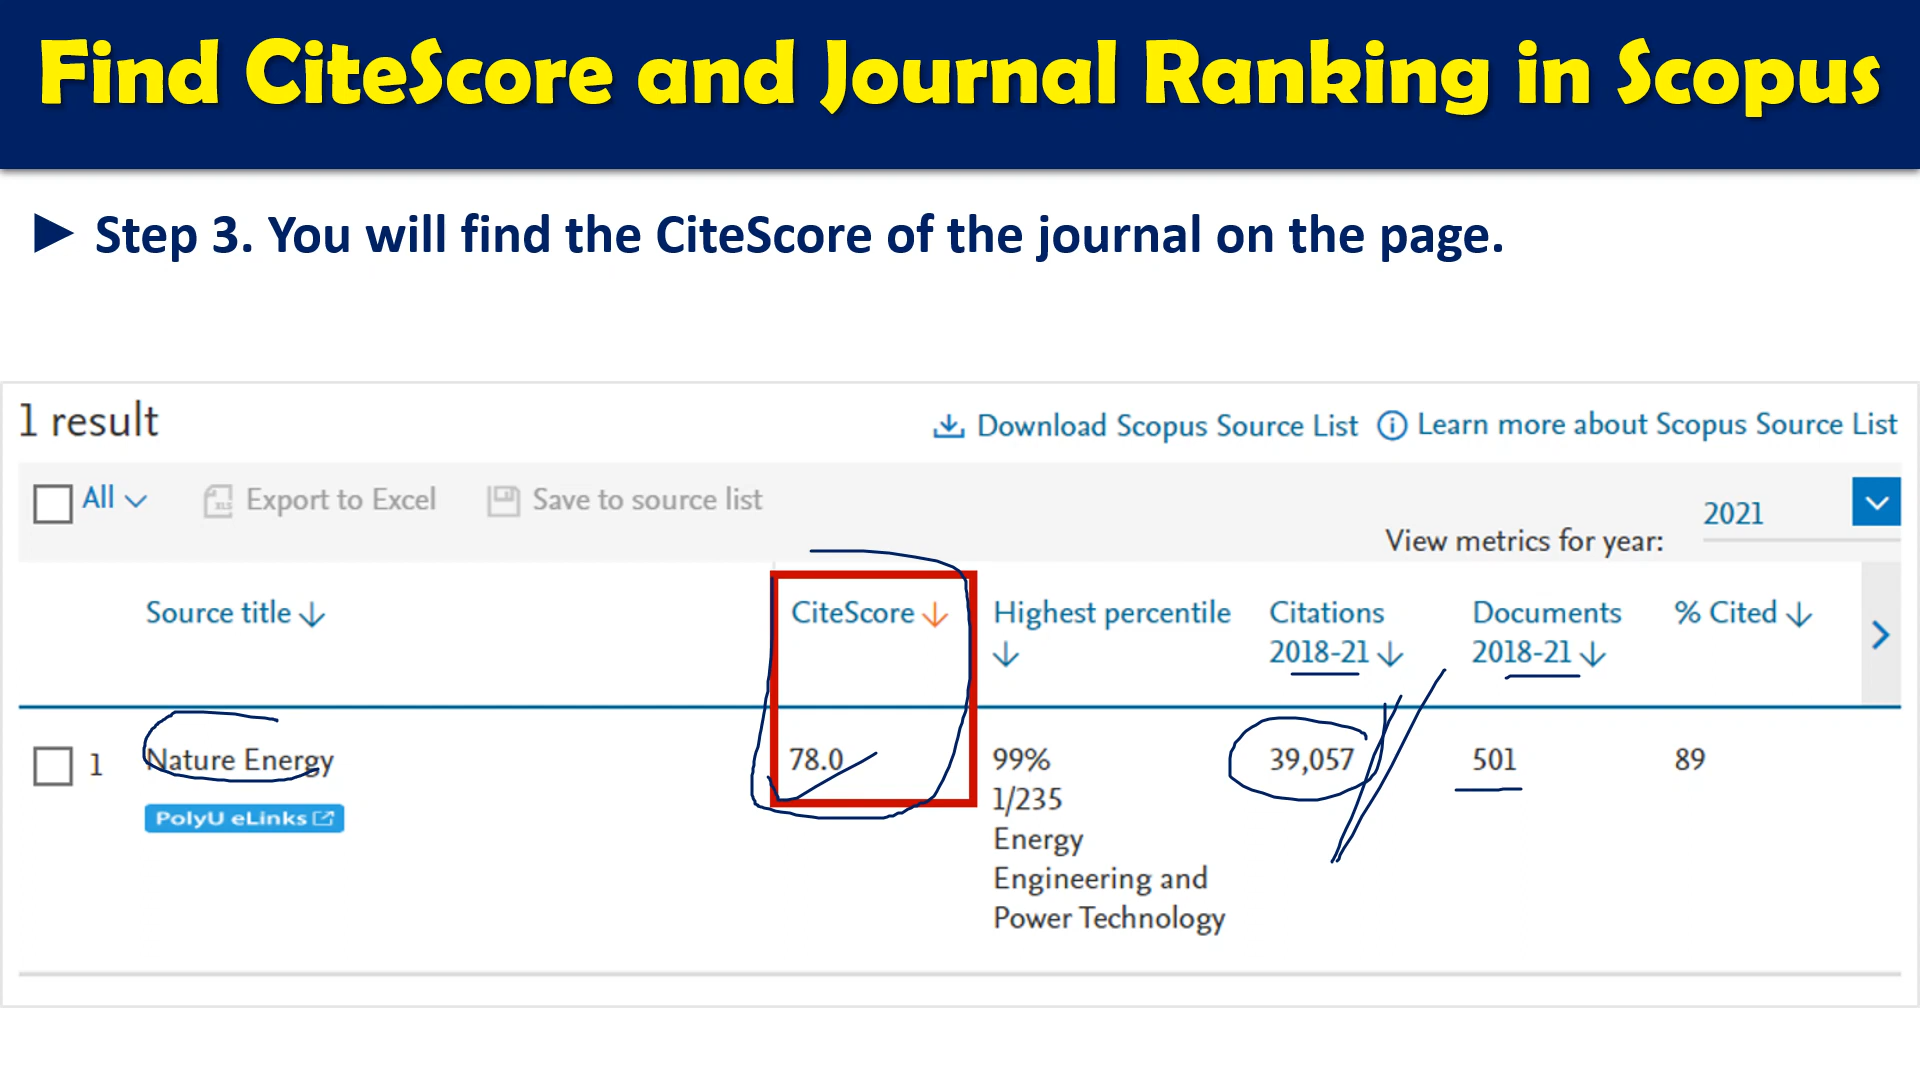 Find CiteScore and Journal Ranking in Scopus
► Step 3. You will find the CiteScore of the journal on the page.
1 result
Download Scopus Source List Learn more about Scopus Source List
All Export to Excel Save to source list
View metrics for year: 2021
Source title CiteScore Highest percentile Citations 2018-21 Documents 2018-21 % Cited
1 Nature Energy 78.0 99% 39,057 501 89
PolyU eLinks 1/235
Energy
Engineering and
Power Technology